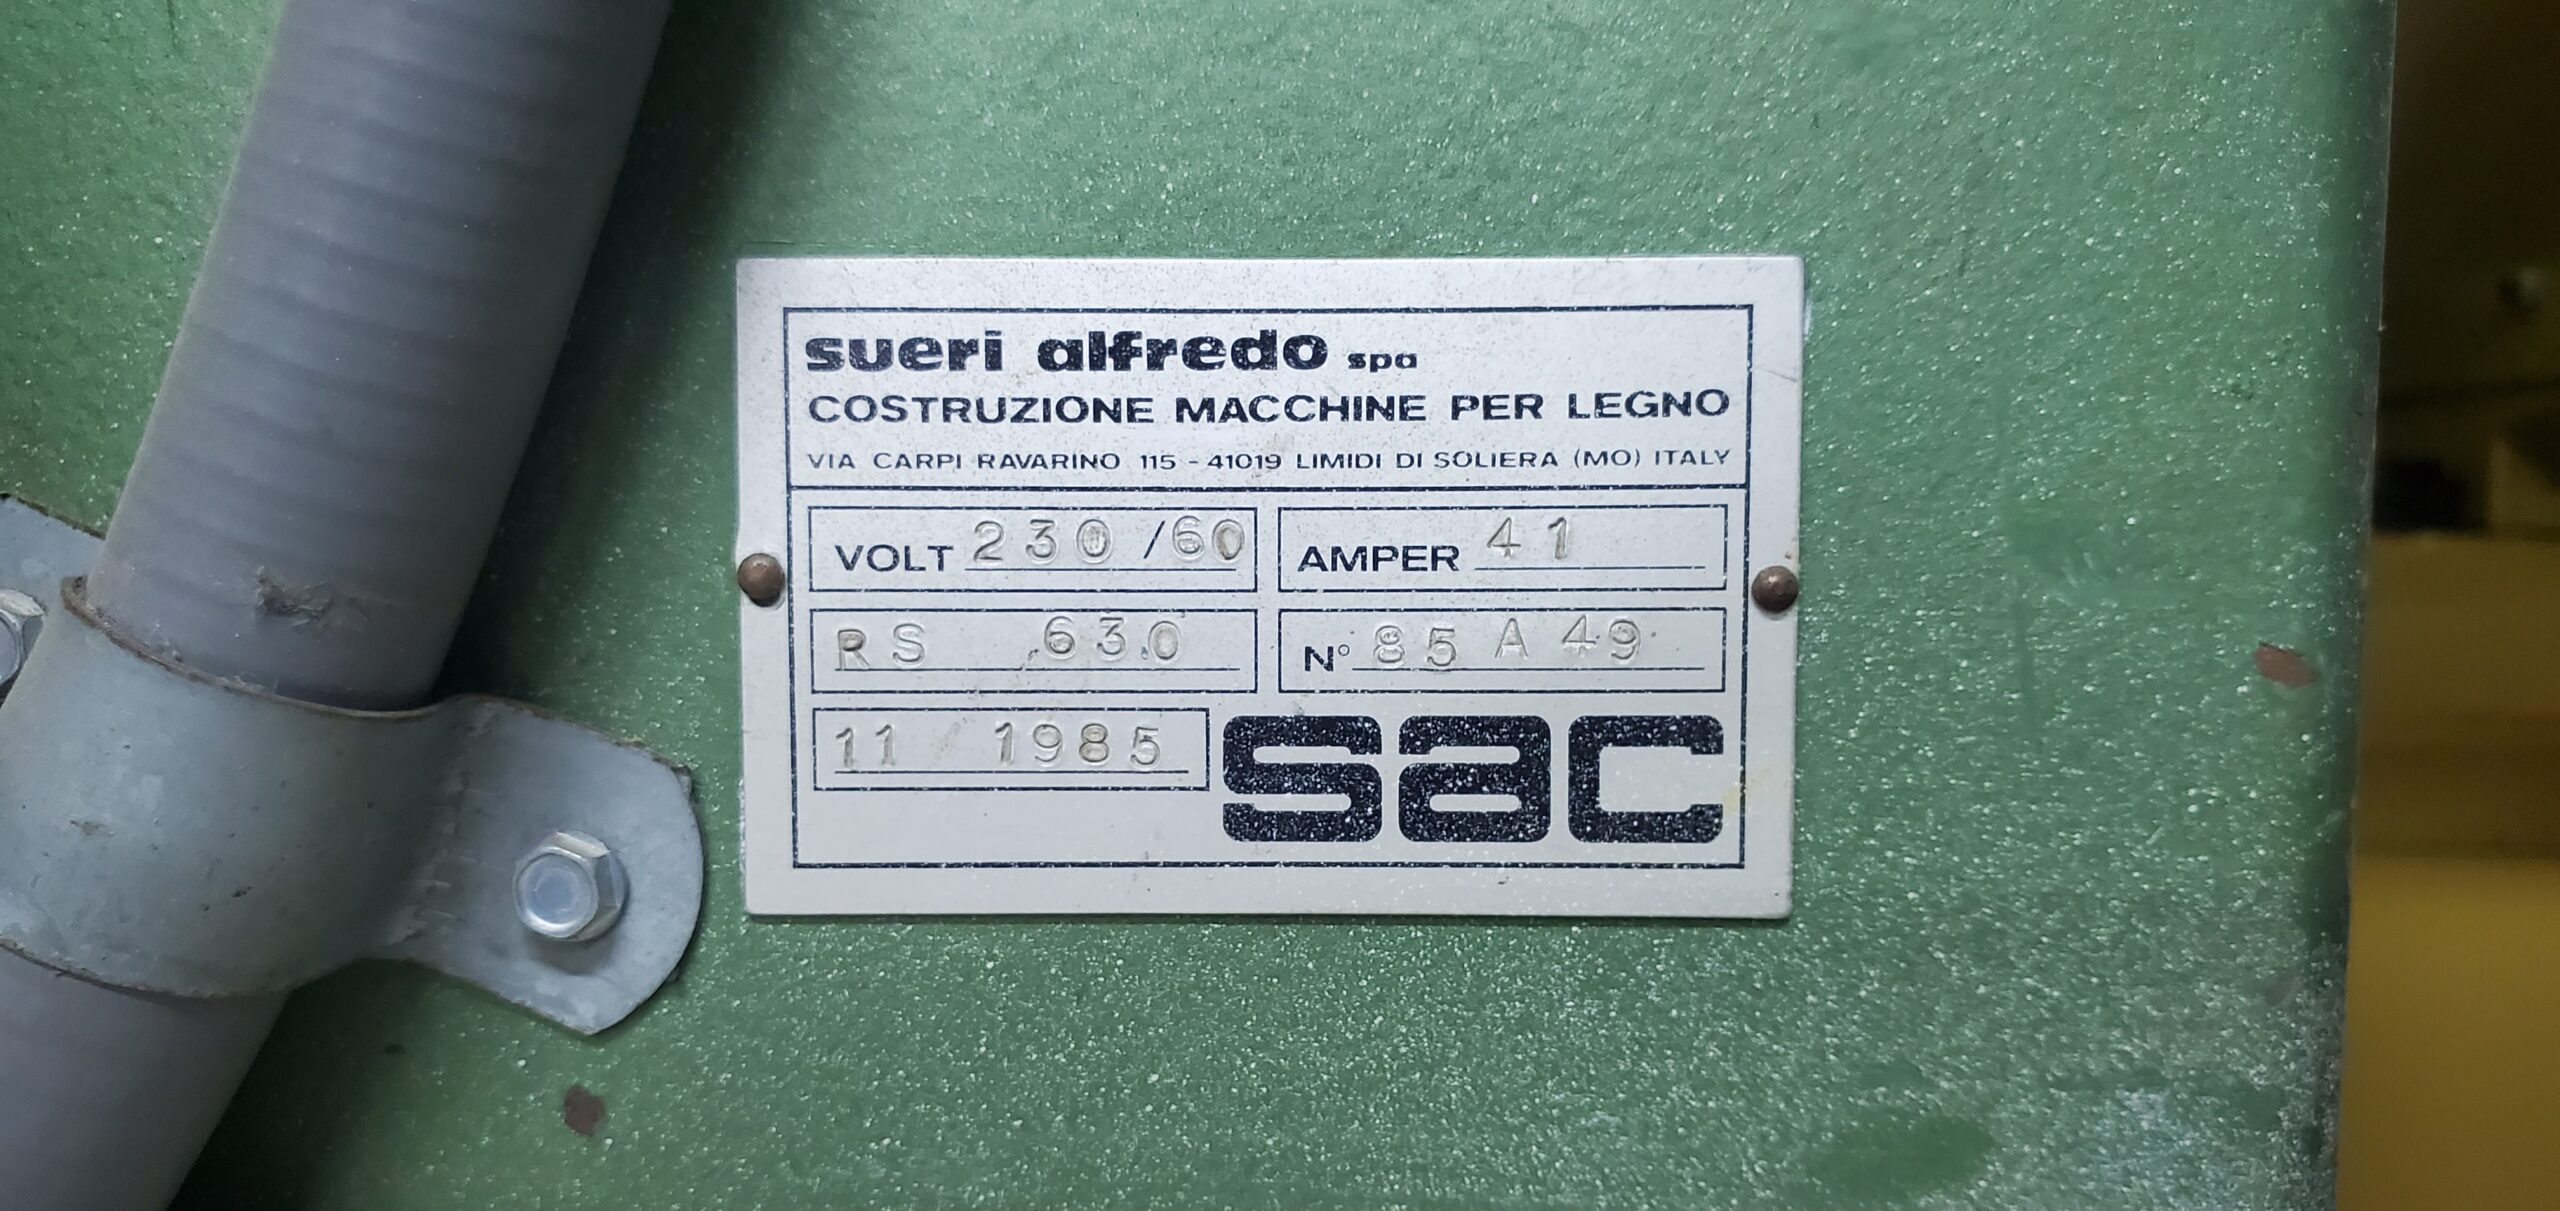 sueri alfredo spa
COSTRUZIONE MACCHINE PER LEGNO
VIA CARPI RAVARINO 115 - 41019 LIMIDI DI SOLIERA (MO) ITALY
VOLT 230/60 AMPER 41
RS 630 N° 85 A 49
11 1985
sac